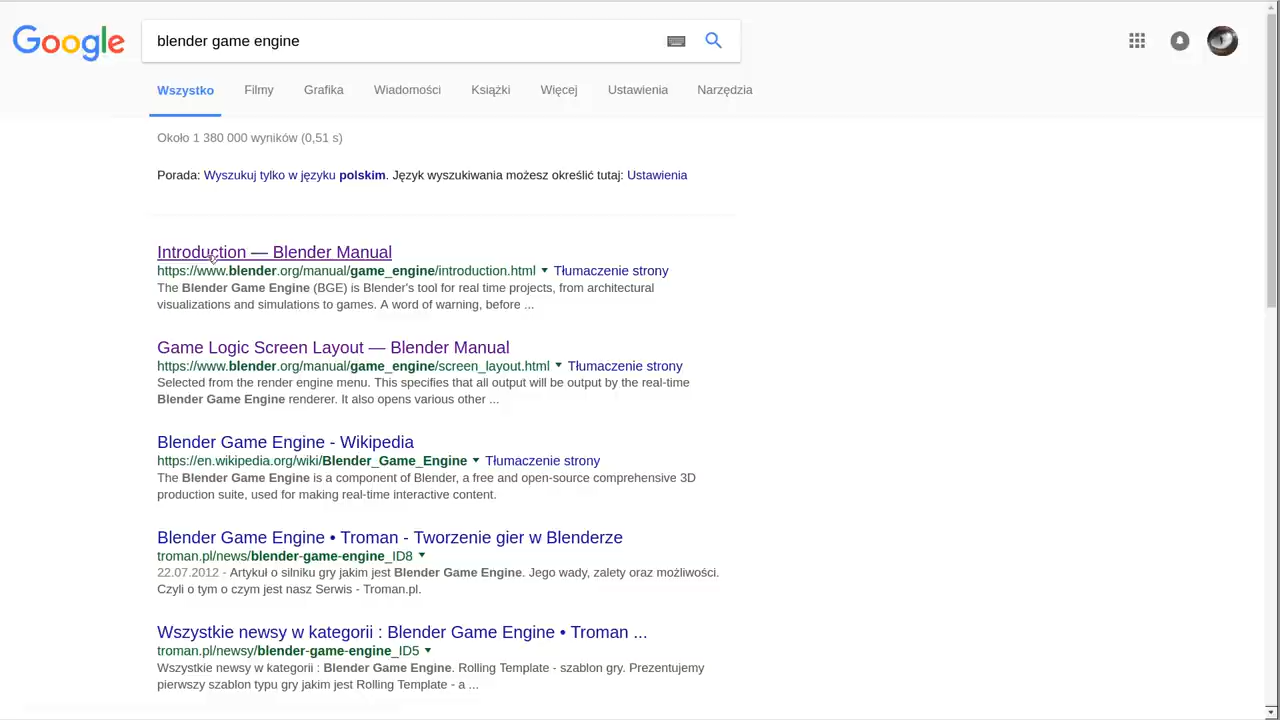 Google
blender game engine
Wszystko Filmy Grafika Wiadomości Książki Więcej Ustawienia Narzędzia
Około 1 380 000 wyników (0,51 s)
Porada: Wyszukuj tylko w języku polskim. Język wyszukiwania możesz określić tutaj: Ustawienia
Introduction — Blender Manual
https://www.blender.org/manual/game_engine/introduction.html Tłumaczenie strony
The Blender Game Engine (BGE) is Blender's tool for real time projects, from architectural
visualizations and simulations to games. A word of warning, before ...
Game Logic Screen Layout — Blender Manual
https://www.blender.org/manual/game_engine/screen_layout.html Tłumaczenie strony
Selected from the render engine menu. This specifies that all output will be output by the real-time
Blender Game Engine renderer. It also opens various other ...
Blender Game Engine - Wikipedia
https://en.wikipedia.org/wiki/Blender_Game_Engine Tłumaczenie strony
The Blender Game Engine is a component of Blender, a free and open-source comprehensive 3D
production suite, used for making real-time interactive content.
Blender Game Engine • Troman - Tworzenie gier w Blenderze
troman.pl/news/blender-game-engine_ID8
22.07.2012 - Artykuł o silniku gry jakim jest Blender Game Engine. Jego wady, zalety oraz możliwości.
Czyli o tym o czym jest nasz Serwis - Troman.pl.
Wszystkie newsy w kategorii : Blender Game Engine • Troman ...
troman.pl/newsy/blender-game-engine_ID5
Wszystkie newsy w kategorii : Blender Game Engine. Rolling Template - szablon gry. Prezentujemy
pierwszy szablon typu gry jakim jest Rolling Template - a ...